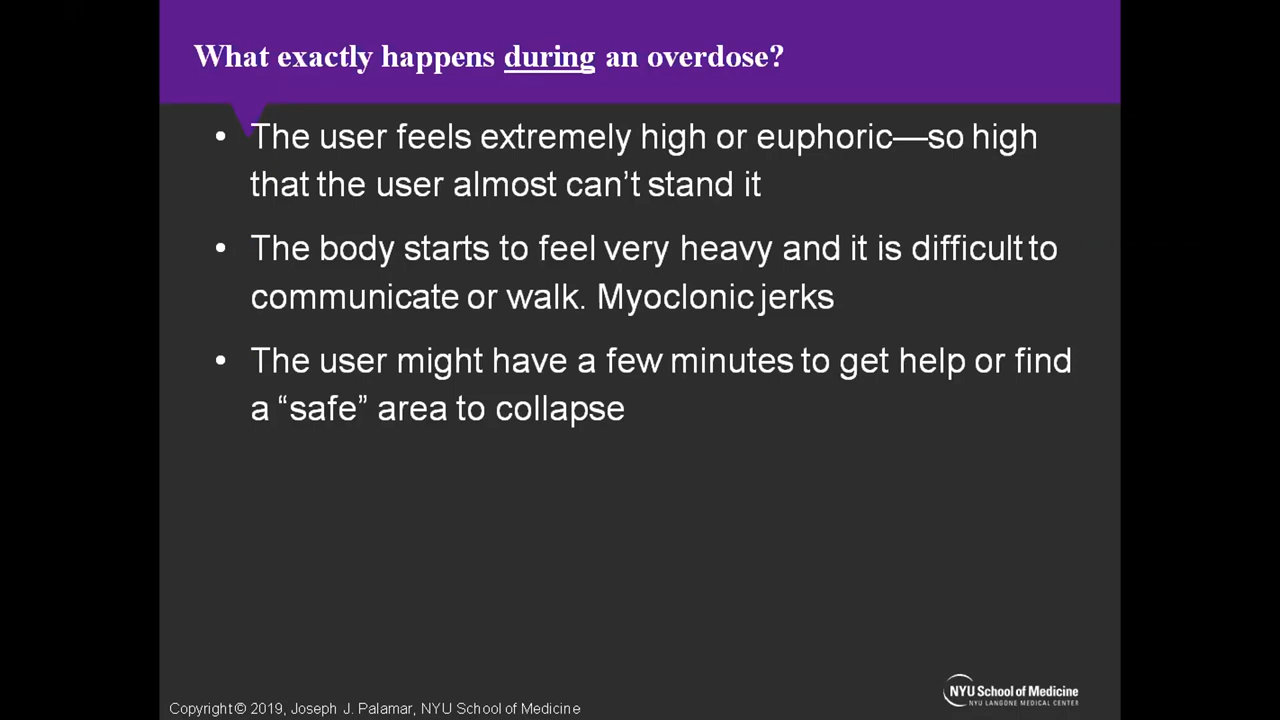 What exactly happens during an overdose?
• The user feels extremely high or euphoric—so high
that the user almost can’t stand it
• The body starts to feel very heavy and it is difficult to
communicate or walk. Myoclonic jerks
• The user might have a few minutes to get help or find
a “safe” area to collapse
NYU School of Medicine
NYU LANGONE MEDICAL CENTER
Copyright © 2019, Joseph J. Palamar, NYU School of Medicine